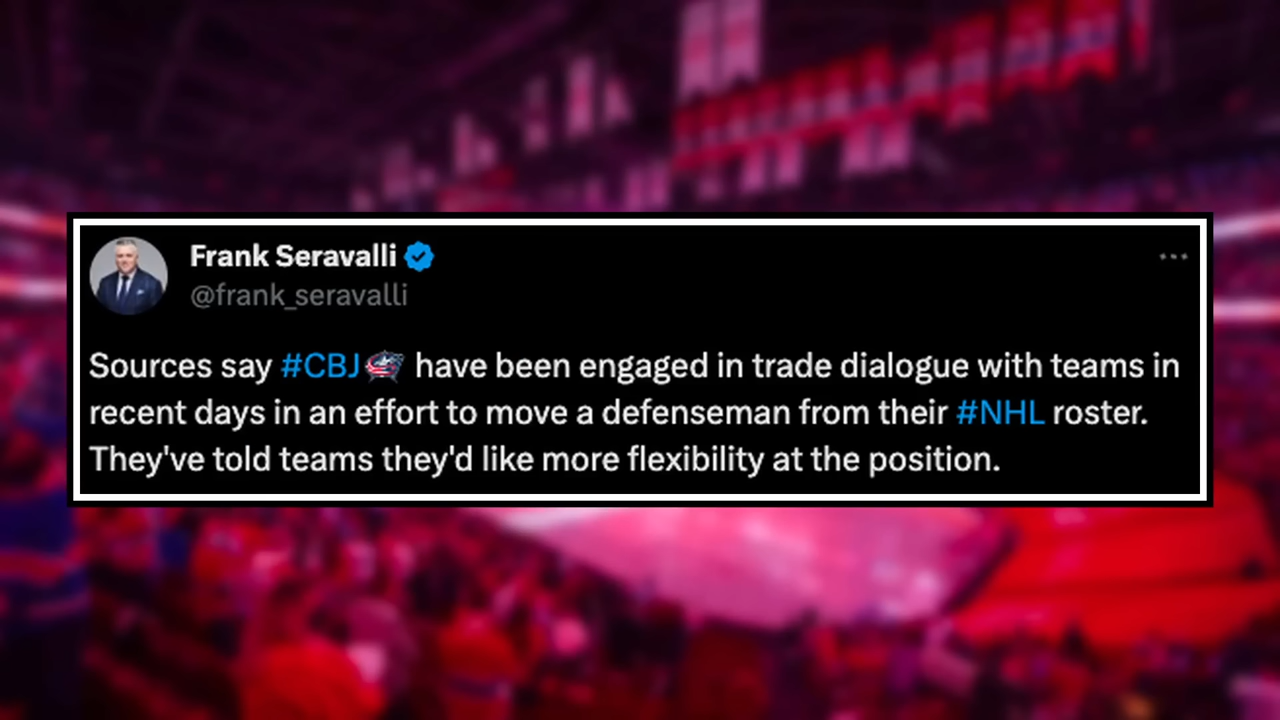 Frank Seravalli
@frank_seravalli
Sources say #CBJ have been engaged in trade dialogue with teams in
recent days in an effort to move a defenseman from their #NHL roster.
They've told teams they'd like more flexibility at the position.